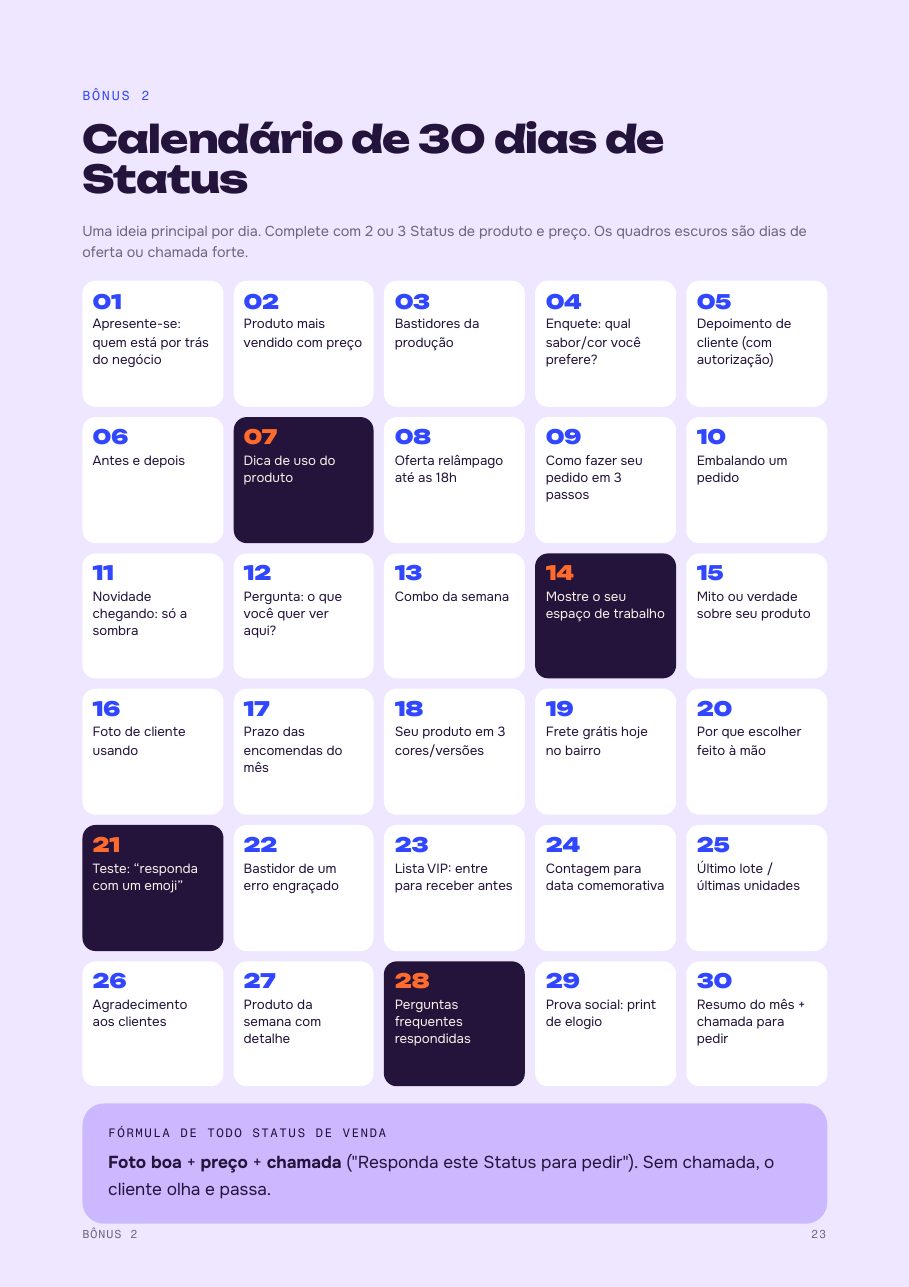 BÔNUS 2
Calendário de 30 dias de
Status
Uma ideia principal por dia. Complete com 2 ou 3 Status de produto e preço. Os quadros escuros são dias de
oferta ou chamada forte.
01
Apresente-se:
quem está por trás
do negócio
02
Produto mais
vendido com preço
03
Bastidores da
produção
04
Enquete: qual
sabor/cor você
prefere?
05
Depoimento de
cliente (com
autorização)
06
Antes e depois
07
Dica de uso do
produto
08
Oferta relâmpago
até as 18h
09
Como fazer seu
pedido em 3
passos
10
Embalando um
pedido
11
Novidade
chegando: só a
sombra
12
Pergunta: o que
você quer ver
aqui?
13
Combo da semana
14
Mostre o seu
espaço de trabalho
15
Mito ou verdade
sobre seu produto
16
Foto de cliente
usando
17
Prazo das
encomendas do
mês
18
Seu produto em 3
cores/versões
19
Frete grátis hoje
no bairro
20
Por que escolher
feito à mão
21
Teste: “responda
com um emoji”
22
Bastidor de um
erro engraçado
23
Lista VIP: entre
para receber antes
24
Contagem para
data comemorativa
25
Último lote /
últimas unidades
26
Agradecimento
aos clientes
27
Produto da
semana com
detalhe
28
Perguntas
frequentes
respondidas
29
Prova social: print
de elogio
30
Resumo do mês +
chamada para
pedir
FÓRMULA DE TODO STATUS DE VENDA
Foto boa + preço + chamada ("Responda este Status para pedir"). Sem chamada, o
cliente olha e passa.
BÔNUS 2
23